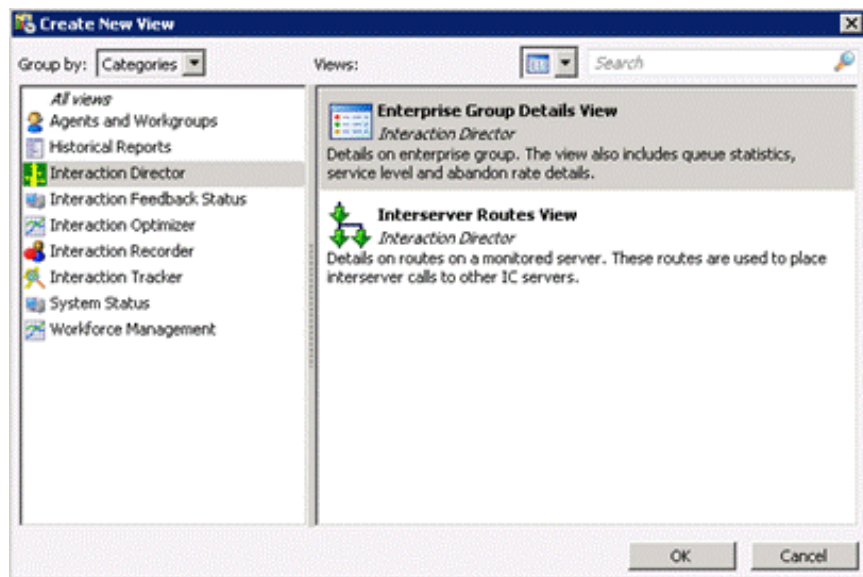 Create New View
Group by: Categories
Views:
Search
All views
Agents and Workgroups
Historical Reports
Interaction Director
Interaction Feedback Status
Interaction Optimizer
Interaction Recorder
Interaction Tracker
System Status
Workforce Management
Enterprise Group Details View
Interaction Director
Details on enterprise group. The view also includes queue statistics,
service level and abandon rate details.
Interserver Routes View
Interaction Director
Details on routes on a monitored server. These routes are used to place
interserver calls to other IC servers.
OK
Cancel